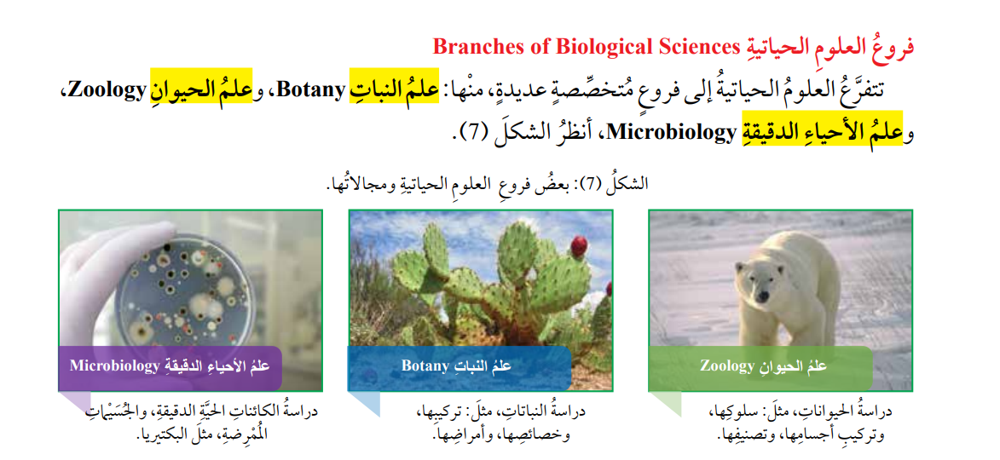 فروعُ العلومِ الحياتيةِ Branches of Biological Sciences
تتفرَّعُ العلومُ الحياتيةُ إلى فروعٍ مُتخصِّصةٍ عديدةٍ، منْها: علمُ النباتِ Botany، وعلمُ الحيوانِ Zoology،
وعلمُ الأحياءِ الدقيقةِ Microbiology، أنظرُ الشكلَ (7).
الشكلُ (7): بعضُ فروعِ العلومِ الحياتيةِ ومجالاتُها.
علمُ الحيوانِ Zoology
دراسةُ الحيواناتِ، مثلَ: سلوكِها،
وتركيبِ أجسامِها، وتصنيفِها.
علمُ النباتِ Botany
دراسةُ النباتاتِ، مثلَ: تركيبِها،
وخصائصِها، وأمراضِها.
علمُ الأحياءِ الدقيقةِ Microbiology
دراسةُ الكائناتِ الحيَّةِ الدقيقةِ، والجُسَيْماتِ
المُمْرِضةِ، مثلَ البكتيريا.